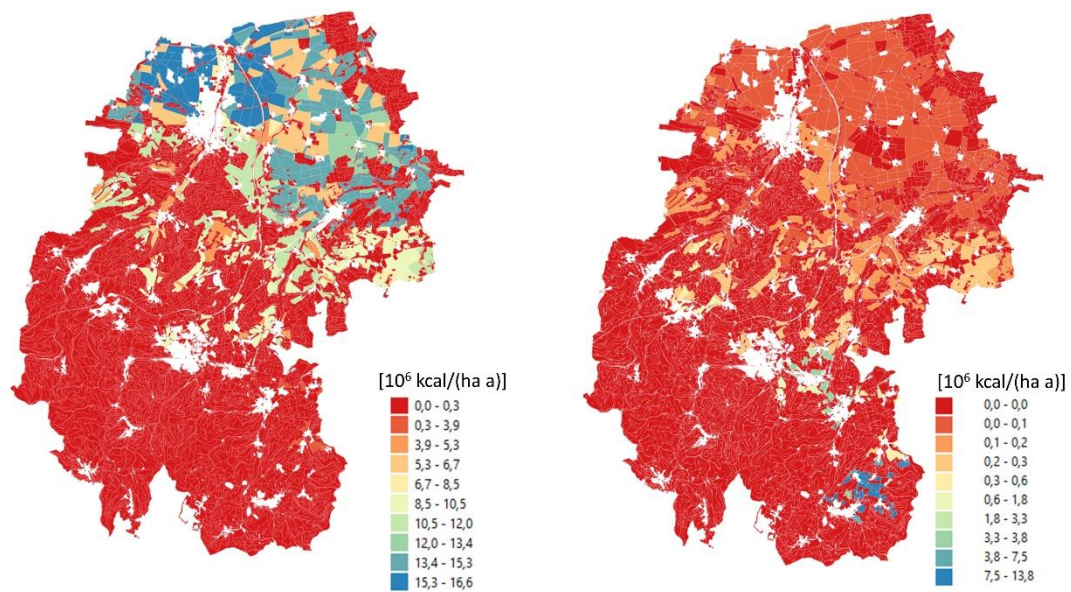 [10⁶ kcal/(ha a)]
0,0 - 0,3
0,3 - 3,9
3,9 - 5,3
5,3 - 6,7
6,7 - 8,5
8,5 - 10,5
10,5 - 12,0
12,0 - 13,4
13,4 - 15,3
15,3 - 16,6
[10⁶ kcal/(ha a)]
0,0 - 0,0
0,0 - 0,1
0,1 - 0,2
0,2 - 0,3
0,3 - 0,6
0,6 - 1,8
1,8 - 3,3
3,3 - 3,8
3,8 - 7,5
7,5 - 13,8